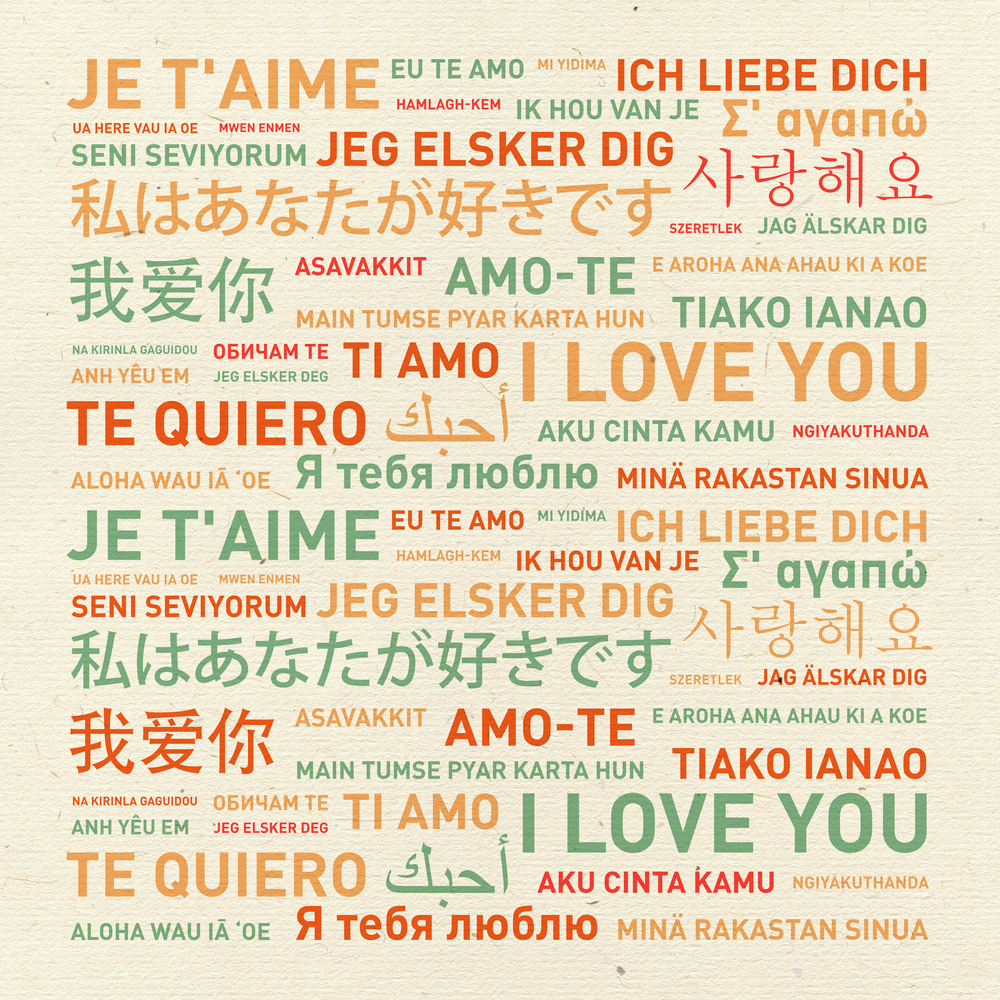 JE T'AIME EU TE AMO MI YIDIMA ICH LIEBE DICH
HAMLAGH-KEM IK HOU VAN JE Σ' αγαπώ
UA HERE VAU IA OE MWEN ENMEN
SENI SEVIYORUM JEG ELSKER DIG 사랑해요
私はあなたが好きです SZERETLEK JAG ÄLSKAR DIG
我爱你 ASAVAKKIT AMO-TE E AROHA ANA AHAU KI A KOE
MAIN TUMSE PYAR KARTA HUN TIAKO IANAO
NA KIRINLA GAGUIDOU ОБИЧАМ ТЕ TI AMO I LOVE YOU
ANH YÊU EM JEG ELSKER DEG
TE QUIERO أحبك AKU CINTA KAMU NGIYAKUTHANDA
ALOHA WAU IĀ ʻOE Я тебя люблю MINÄ RAKASTAN SINUA
JE T'AIME EU TE AMO MI YIDIMA ICH LIEBE DICH
HAMLAGH-KEM IK HOU VAN JE Σ' αγαπώ
UA HERE VAU IA OE MWEN ENMEN
SENI SEVIYORUM JEG ELSKER DIG 사랑해요
私はあなたが好きです SZERETLEK JAG ÄLSKAR DIG
我爱你 ASAVAKKIT AMO-TE E AROHA ANA AHAU KI A KOE
MAIN TUMSE PYAR KARTA HUN TIAKO IANAO
NA KIRINLA GAGUIDOU ОБИЧАМ ТЕ TI AMO I LOVE YOU
ANH YÊU EM JEG ELSKER DEG
TE QUIERO أحبك AKU CINTA KAMU NGIYAKUTHANDA
ALOHA WAU IĀ ʻOE Я тебя люблю MINÄ RAKASTAN SINUA